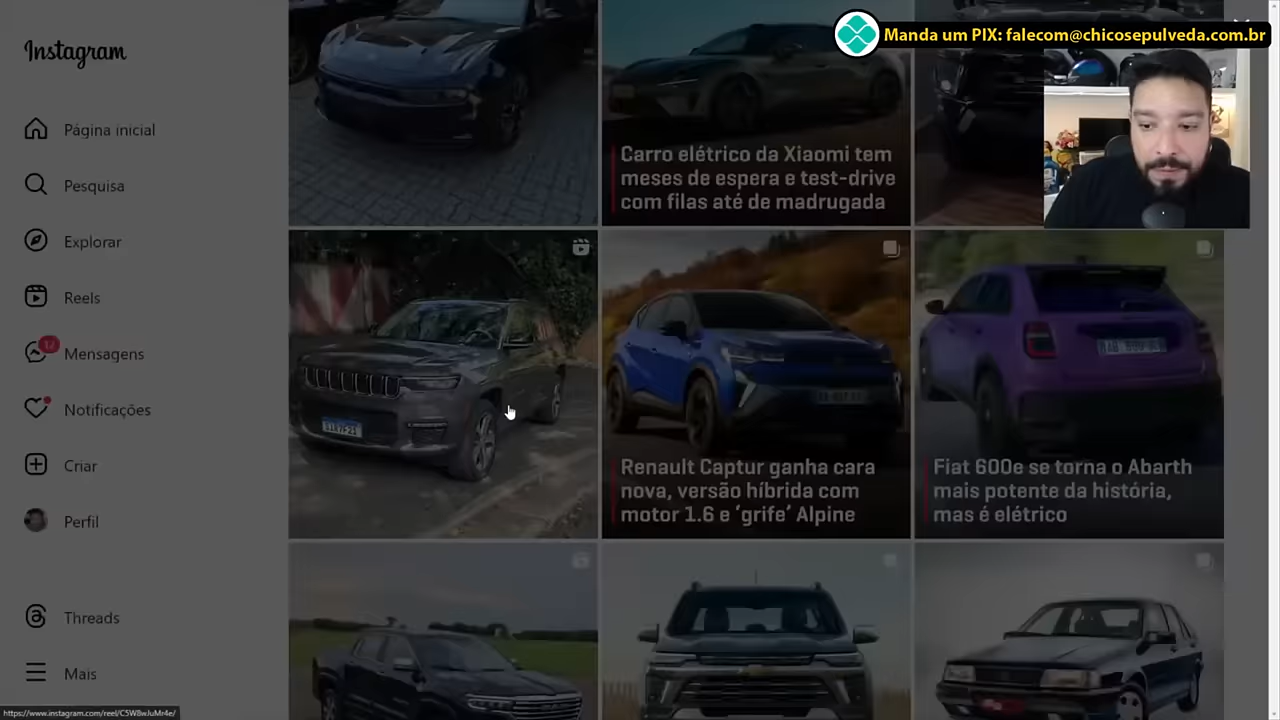 Manda um PIX: falecom@chicosepulveda.com.br
Instagram
Página inicial
Pesquisa
Explorar
Reels
12
Mensagens
Notificações
Criar
Perfil
Threads
Mais
Carro elétrico da Xiaomi tem
meses de espera e test-drive
com filas até de madrugada
Renault Captur ganha cara
nova, versão híbrida com
motor 1.6 e ‘grife’ Alpine
Fiat 600e se torna o Abarth
mais potente da história,
mas é elétrico